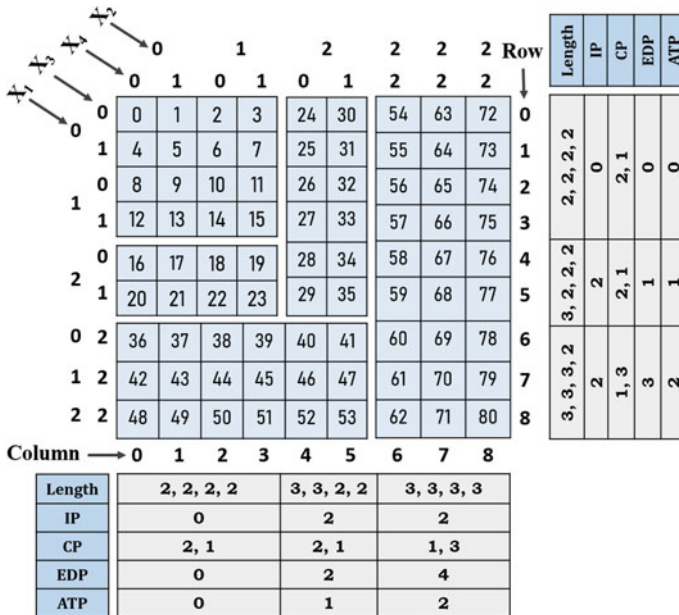 X₂
X₄
X₃
X₁
0 1 2 2 2 2
0 1 0 1 0 1 2 2 2
Row
0 0 0 1 2 3 24 30 54 63 72 0
1 4 5 6 7 25 31 55 64 73 1
1 0 8 9 10 11 26 32 56 65 74 2
1 12 13 14 15 27 33 57 66 75 3
2 0 16 17 18 19 28 34 58 67 76 4
1 20 21 22 23 29 35 59 68 77 5
0 2 36 37 38 39 40 41 60 69 78 6
1 2 42 43 44 45 46 47 61 70 79 7
2 2 48 49 50 51 52 53 62 71 80 8
Column 0 1 2 3 4 5 6 7 8
Length IP CP EDP ATP
2, 2, 2, 2 0 2, 1 0 0
3, 2, 2, 2 2 2, 1 1 1
3, 3, 3, 2 2 1, 3 3 2
Length 2, 2, 2, 2 3, 3, 2, 2 3, 3, 3, 3
IP 0 2 2
CP 2, 1 2, 1 1, 3
EDP 0 2 4
ATP 0 1 2